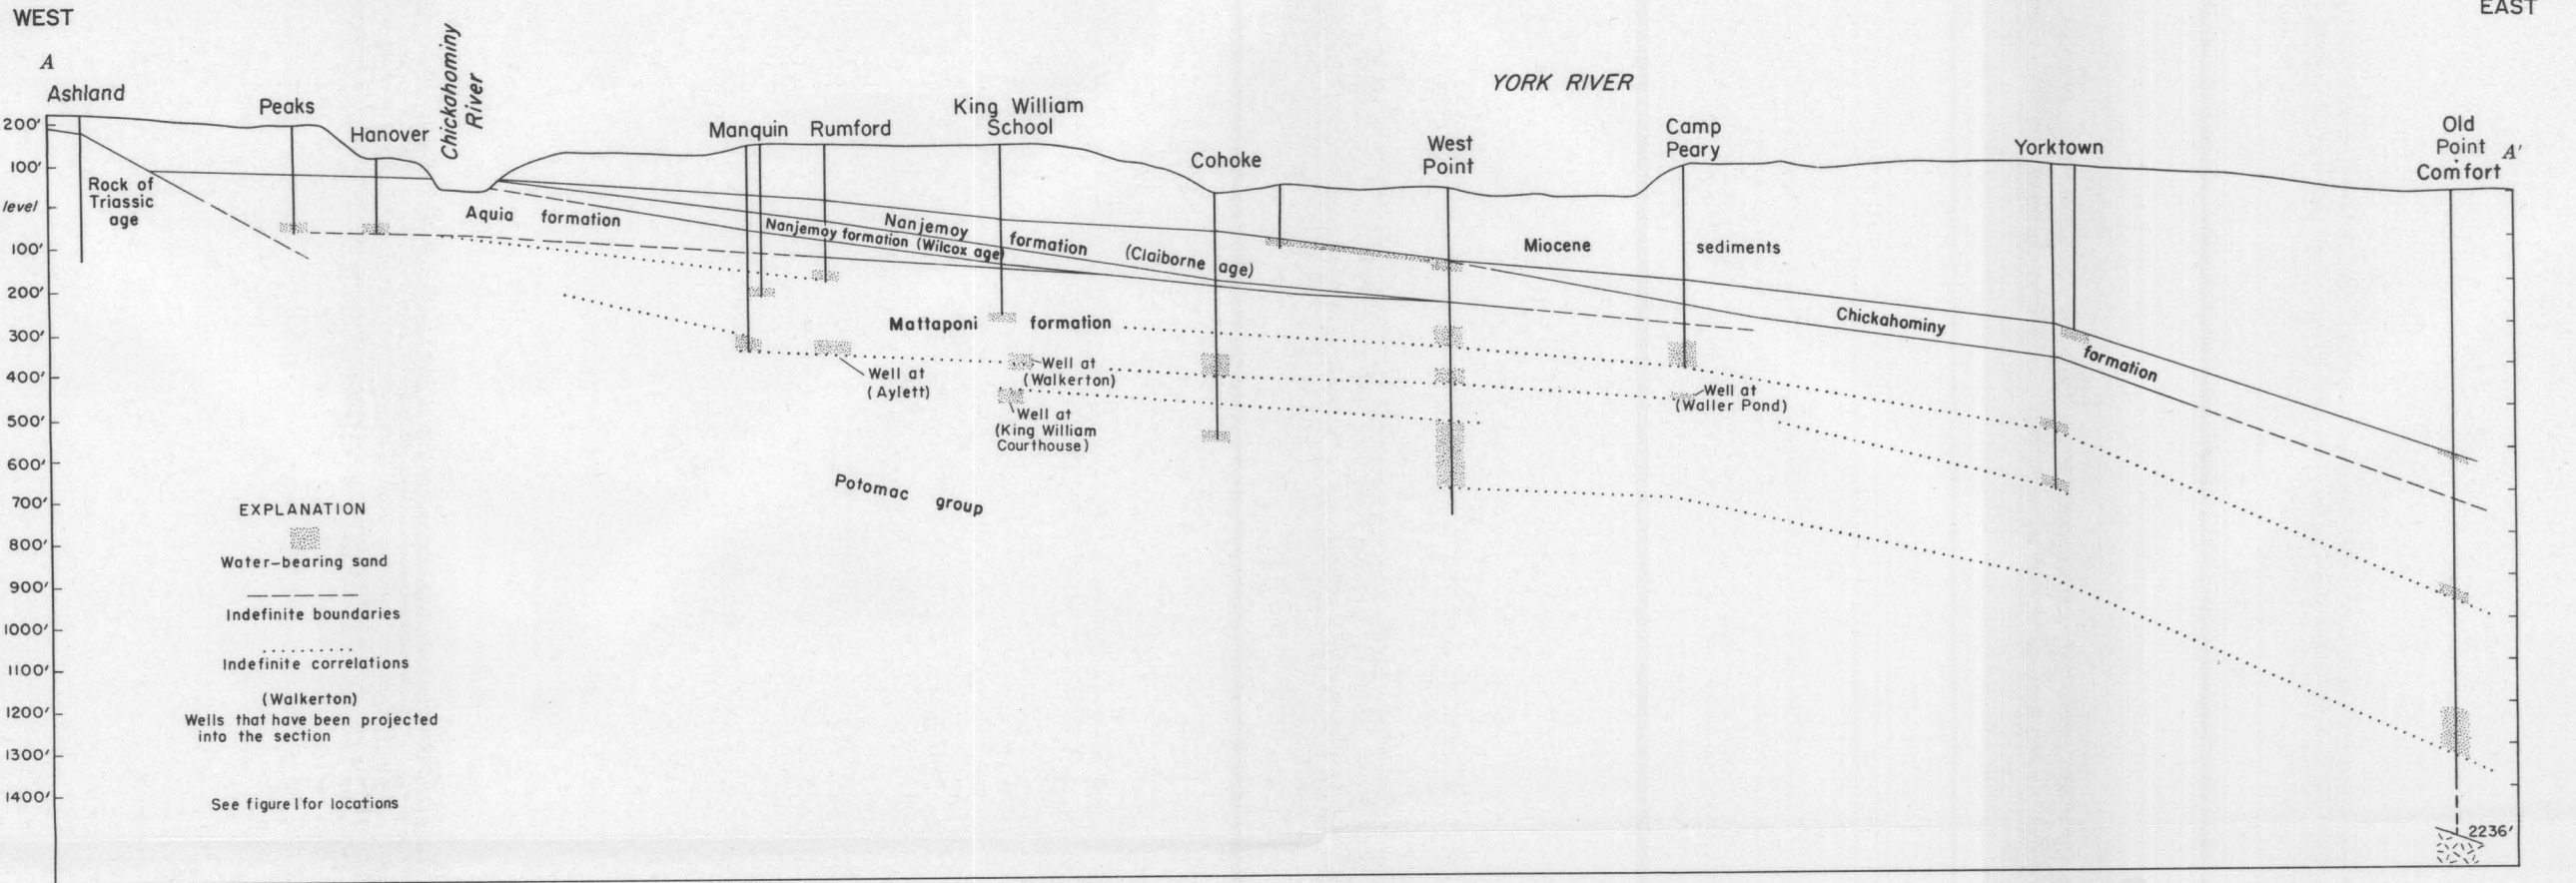 WEST
EAST
A
Ashland
Peaks
Hanover
Chickahominy
River
Manquin
Rumford
King William
School
Cohoke
West
Point
YORK RIVER
Camp
Peary
Yorktown
Old
Point
Comfort
A'
200'
100'
level
100'
200'
300'
400'
500'
600'
700'
800'
900'
1000'
1100'
1200'
1300'
1400'
Rock of
Triassic
age
Aquia formation
Nanjemoy formation (Claiborne age)
Nanjemoy formation (Wilcox age)
Miocene sediments
Chickahominy formation
Mattaponi formation
Well at
(Aylett)
Well at
(Walkerton)
Well at
(King William
Courthouse)
Well at
(Waller Pond)
Potomac group
EXPLANATION
Water-bearing sand
Indefinite boundaries
Indefinite correlations
(Walkerton)
Wells that have been projected
into the section
See figure 1 for locations
2236'